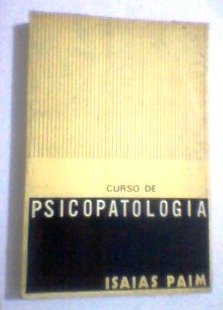 CURSO DE
PSICOPATOLOGIA
ISAIAS PAIM